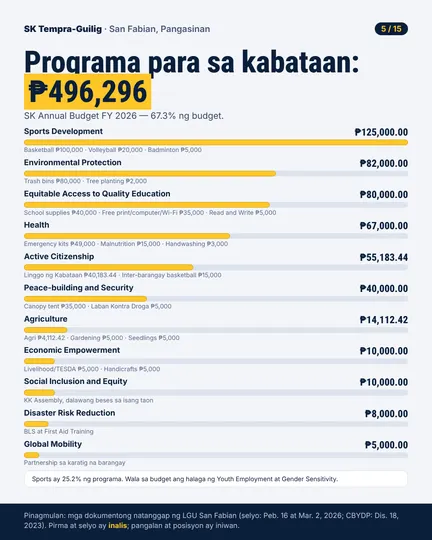 SK Tempra-Guilig · San Fabian, Pangasinan
5 / 15
Programa para sa kabataan:
₱496,296
SK Annual Budget FY 2026 — 67.3% ng budget.
Sports Development ₱125,000.00
Basketball ₱100,000 · Volleyball ₱20,000 · Badminton ₱5,000
Environmental Protection ₱82,000.00
Trash bins ₱80,000 · Tree planting ₱2,000
Equitable Access to Quality Education ₱80,000.00
School supplies ₱40,000 · Free print/computer/Wi-Fi ₱35,000 · Read and Write ₱5,000
Health ₱67,000.00
Emergency kits ₱49,000 · Malnutrition ₱15,000 · Handwashing ₱3,000
Active Citizenship ₱55,183.44
Linggo ng Kabataan ₱40,183.44 · Inter-barangay basketball ₱15,000
Peace-building and Security ₱40,000.00
Canopy tent ₱35,000 · Laban Kontra Droga ₱5,000
Agriculture ₱14,112.42
Agri ₱4,112.42 · Gardening ₱5,000 · Seedlings ₱5,000
Economic Empowerment ₱10,000.00
Livelihood/TESDA ₱5,000 · Handicrafts ₱5,000
Social Inclusion and Equity ₱10,000.00
KK Assembly, dalawang beses sa isang taon
Disaster Risk Reduction ₱8,000.00
BLS at First Aid Training
Global Mobility ₱5,000.00
Partnership sa karatig na barangay
Sports ay 25.2% ng programa. Wala sa budget ang halaga ng Youth Employment at Gender Sensitivity.
Pinagmulan: mga dokumentong natanggap ng LGU San Fabian (selyo: Peb. 16 at Mar. 2, 2026; CBYDP: Dis. 18,
2023). Pirma at selyo ay inalis; pangalan at posisyon ay iniwan.